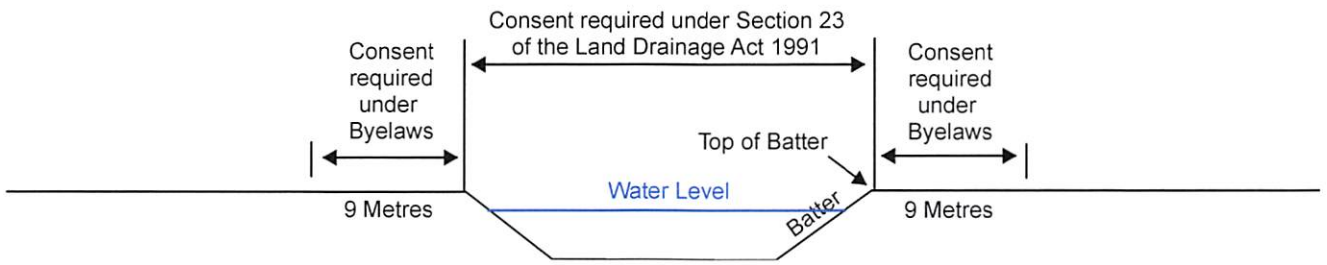 Consent required under Section 23
of the Land Drainage Act 1991
Consent
required
under
Byelaws
Consent
required
under
Byelaws
Top of Batter
Water Level
Batter
9 Metres
9 Metres